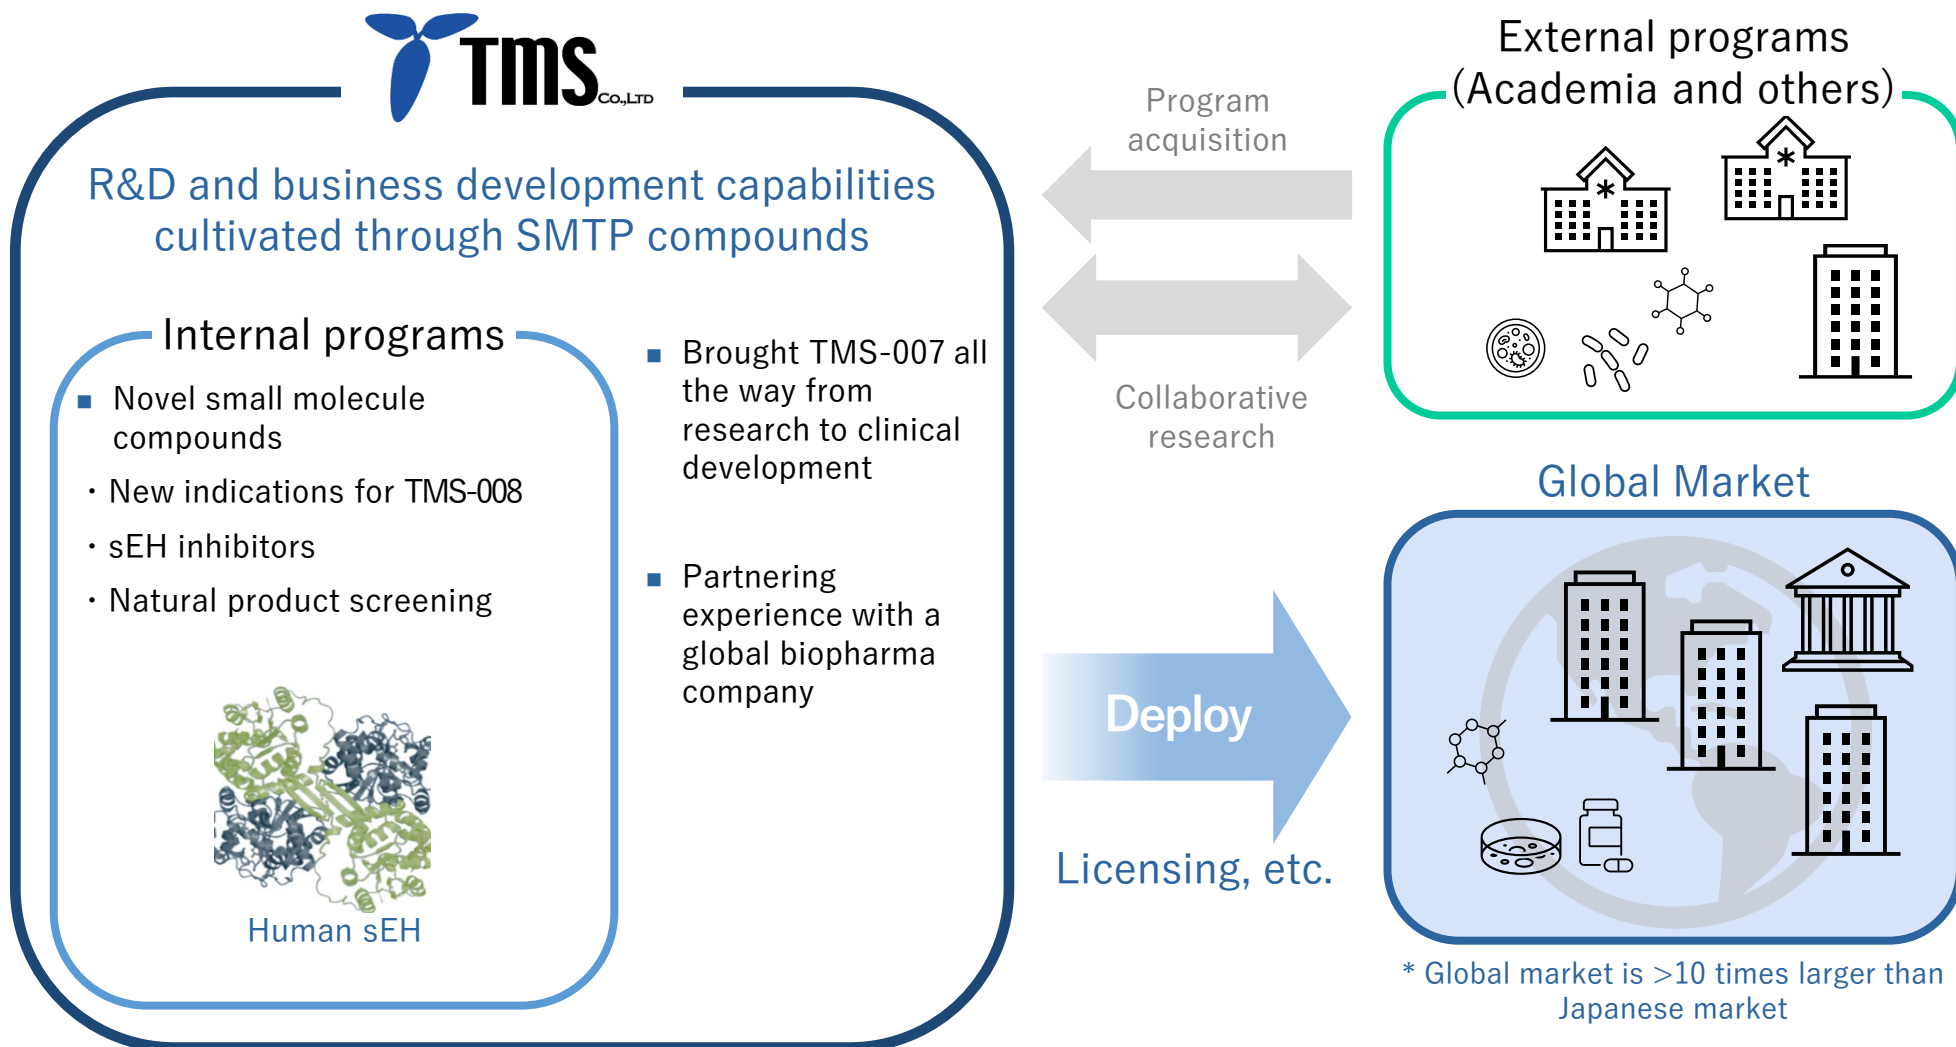 TMS Co.,LTD
R&D and business development capabilities
cultivated through SMTP compounds
Internal programs
■ Novel small molecule
compounds
・New indications for TMS-008
・sEH inhibitors
・Natural product screening
Human sEH
■ Brought TMS-007 all
the way from
research to clinical
development
■ Partnering
experience with a
global biopharma
company
Program
acquisition
Collaborative
research
Deploy
Licensing, etc.
External programs
(Academia and others)
Global Market
* Global market is >10 times larger than
Japanese market